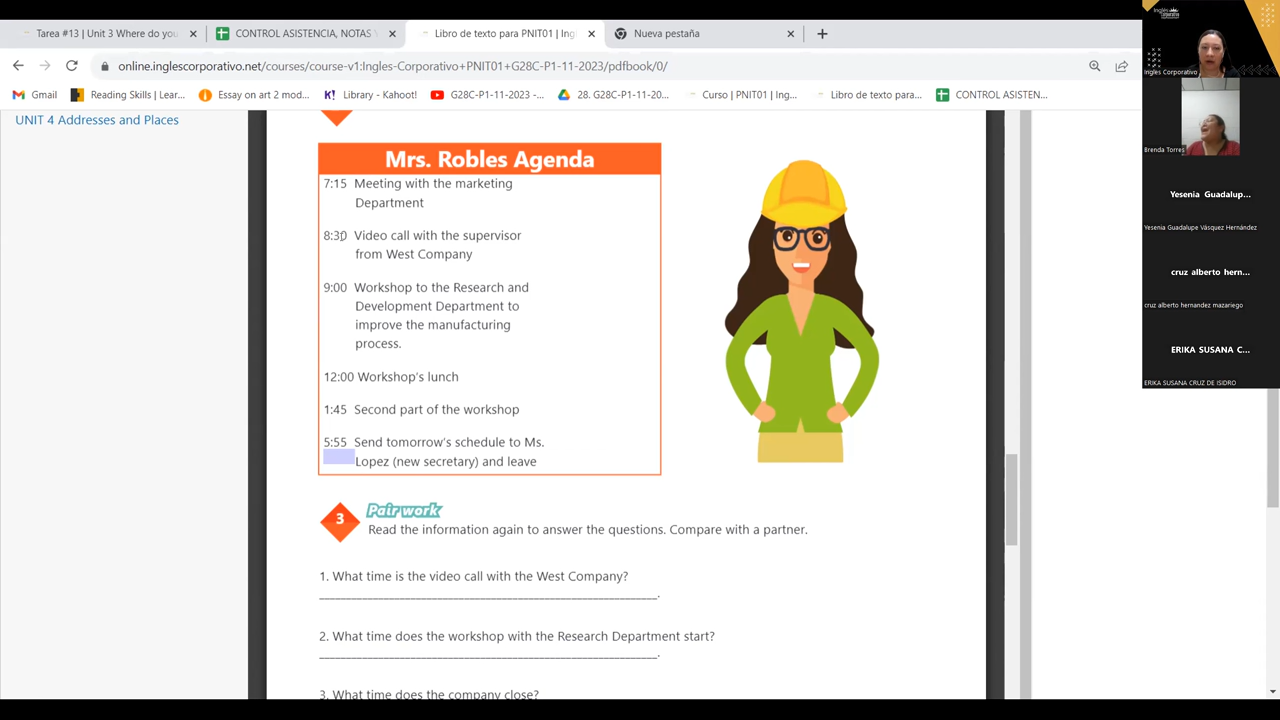 Tarea #13 | Unit 3 Where do you
CONTROL ASISTENCIA, NOTAS
Libro de texto para PNIT01 | Ing
Nueva pestaña
online.inglescorporativo.net/courses/course-v1:Ingles-Corporativo+PNIT01+G28C-P1-11-2023/pdfbook/0/
Gmail
Reading Skills | Lear...
Essay on art 2 mod...
Library - Kahoot!
G28C-P1-11-2023 -...
28. G28C-P1-11-20...
Curso | PNIT01 | Ing...
Libro de texto para...
CONTROL ASISTEN...
UNIT 4 Addresses and Places
Mrs. Robles Agenda
7:15 Meeting with the marketing
Department
8:30 Video call with the supervisor
from West Company
9:00 Workshop to the Research and
Development Department to
improve the manufacturing
process.
12:00 Workshop's lunch
1:45 Second part of the workshop
5:55 Send tomorrow's schedule to Ms.
Lopez (new secretary) and leave
3
Pair work
Read the information again to answer the questions. Compare with a partner.
1. What time is the video call with the West Company?
2. What time does the workshop with the Research Department start?
3. What time does the company close?
Ingles Corporativo
Brenda Torres
Yesenia Guadalup...
Yesenia Guadalupe Vásquez Hernández
cruz alberto hern...
cruz alberto hernandez mazariego
ERIKA SUSANA C...
ERIKA SUSANA CRUZ DE ISIDRO